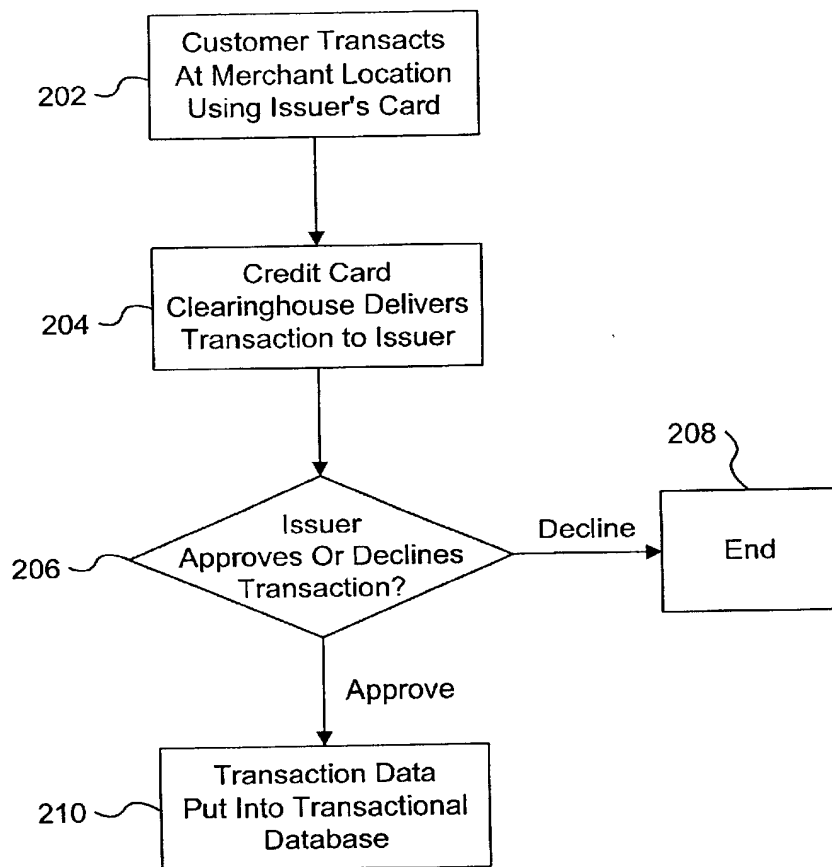 Customer Transacts
At Merchant Location
Using Issuer's Card
202
Credit Card
Clearinghouse Delivers
Transaction to Issuer
204
208
Issuer
Approves Or Declines
Transaction?
206
Decline
End
Approve
Transaction Data
Put Into Transactional
Database
210